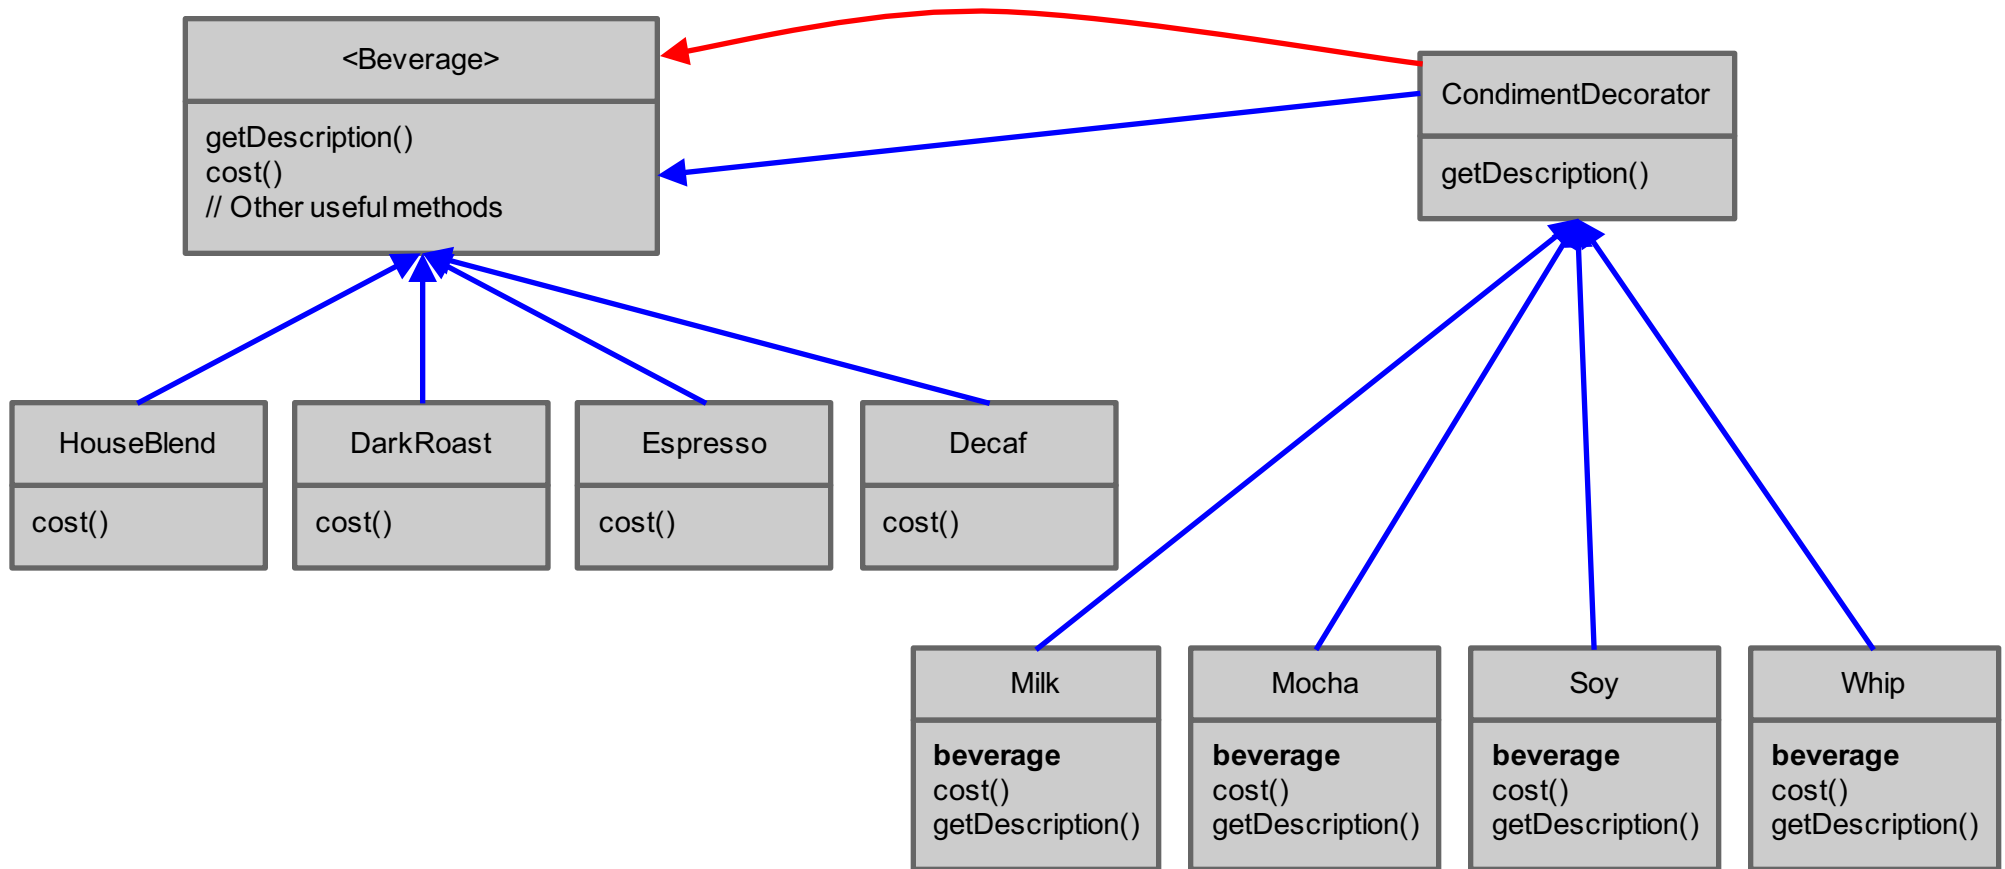 <Beverage>
getDescription()
cost()
// Other useful methods
CondimentDecorator
getDescription()
HouseBlend
cost()
DarkRoast
cost()
Espresso
cost()
Decaf
cost()
Milk
beverage
cost()
getDescription()
Mocha
beverage
cost()
getDescription()
Soy
beverage
cost()
getDescription()
Whip
beverage
cost()
getDescription()